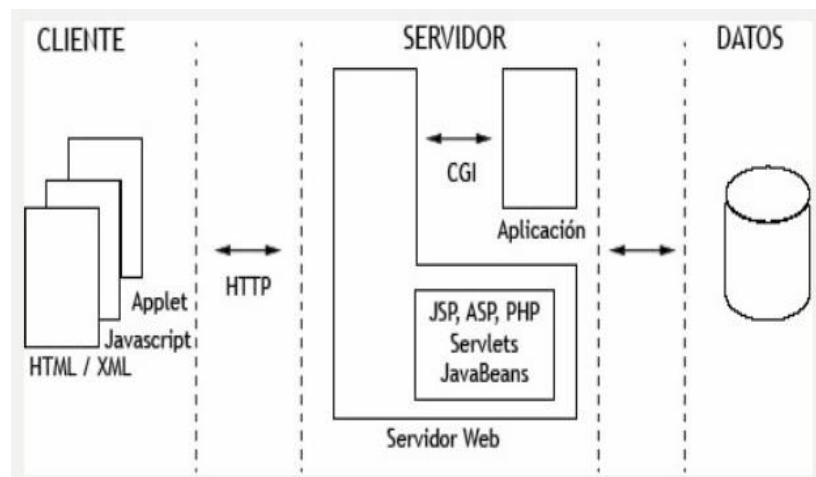 CLIENTE
SERVIDOR
DATOS
CGI
Aplicación
HTTP
Applet
Javascript
HTML / XML
JSP, ASP, PHP
Servlets
JavaBeans
Servidor Web